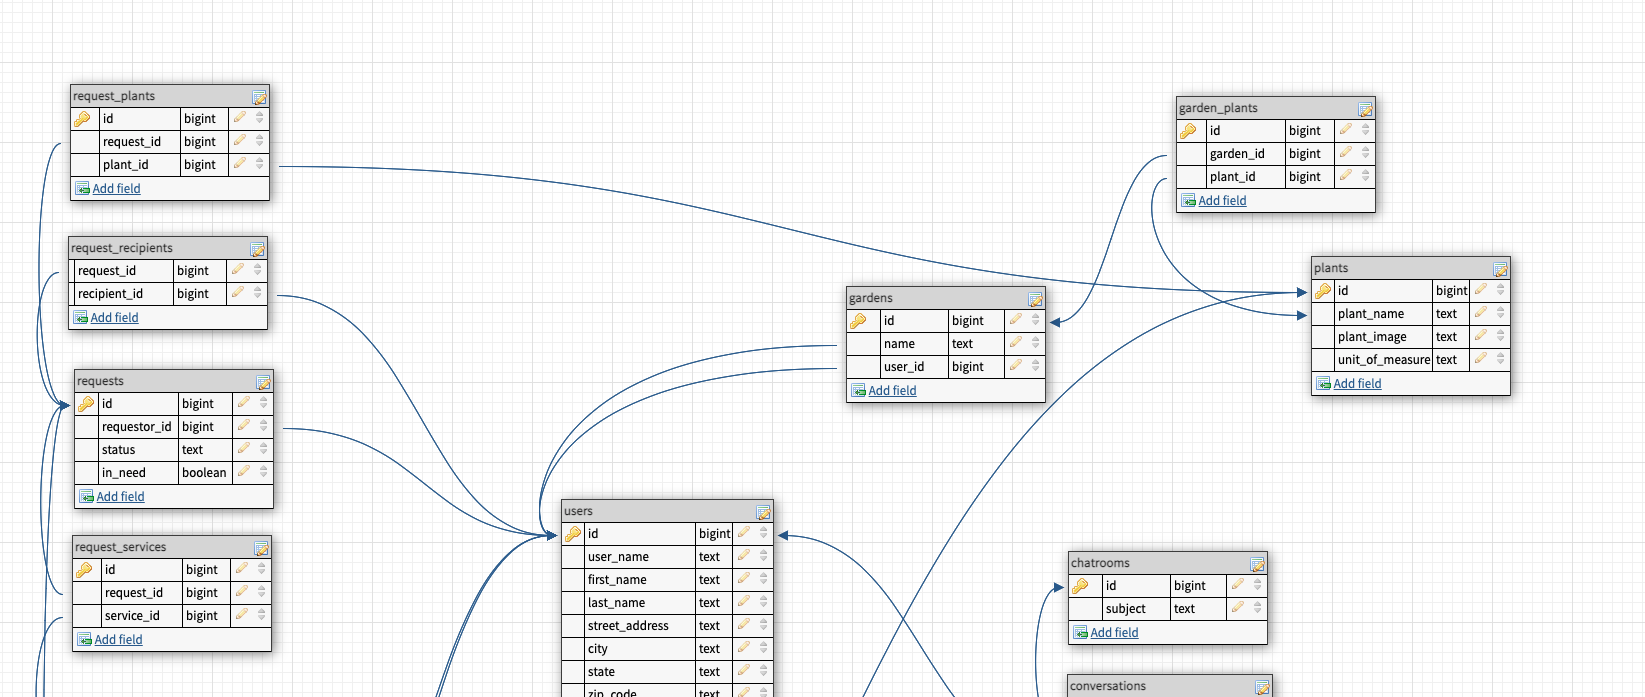 request_plants
id bigint
request_id bigint
plant_id bigint
Add field
request_recipients
request_id bigint
recipient_id bigint
Add field
requests
id bigint
requestor_id bigint
status text
in_need boolean
Add field
request_services
id bigint
request_id bigint
service_id bigint
Add field
users
id bigint
user_name text
first_name text
last_name text
street_address text
city text
state text
zip_code text
gardens
id bigint
name text
user_id bigint
Add field
garden_plants
id bigint
garden_id bigint
plant_id bigint
Add field
plants
id bigint
plant_name text
plant_image text
unit_of_measure text
Add field
chatrooms
id bigint
subject text
Add field
conversations